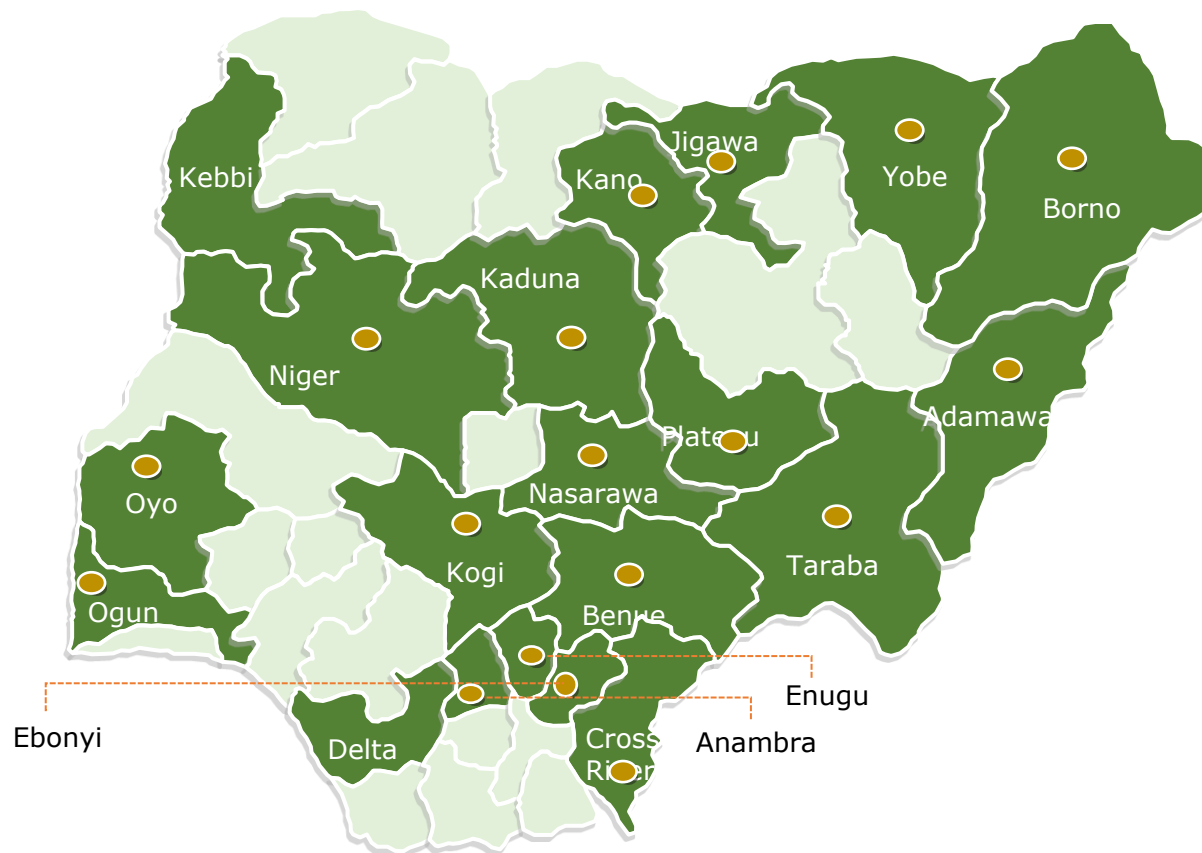 Jigawa
Kebbi
Kano
Yobe
Borno
Kaduna
Niger
Adamawa
Plateau
Nasarawa
Oyo
Kogi
Taraba
Ogun
Benue
Enugu
Ebonyi
Delta
Cross
River
Anambra